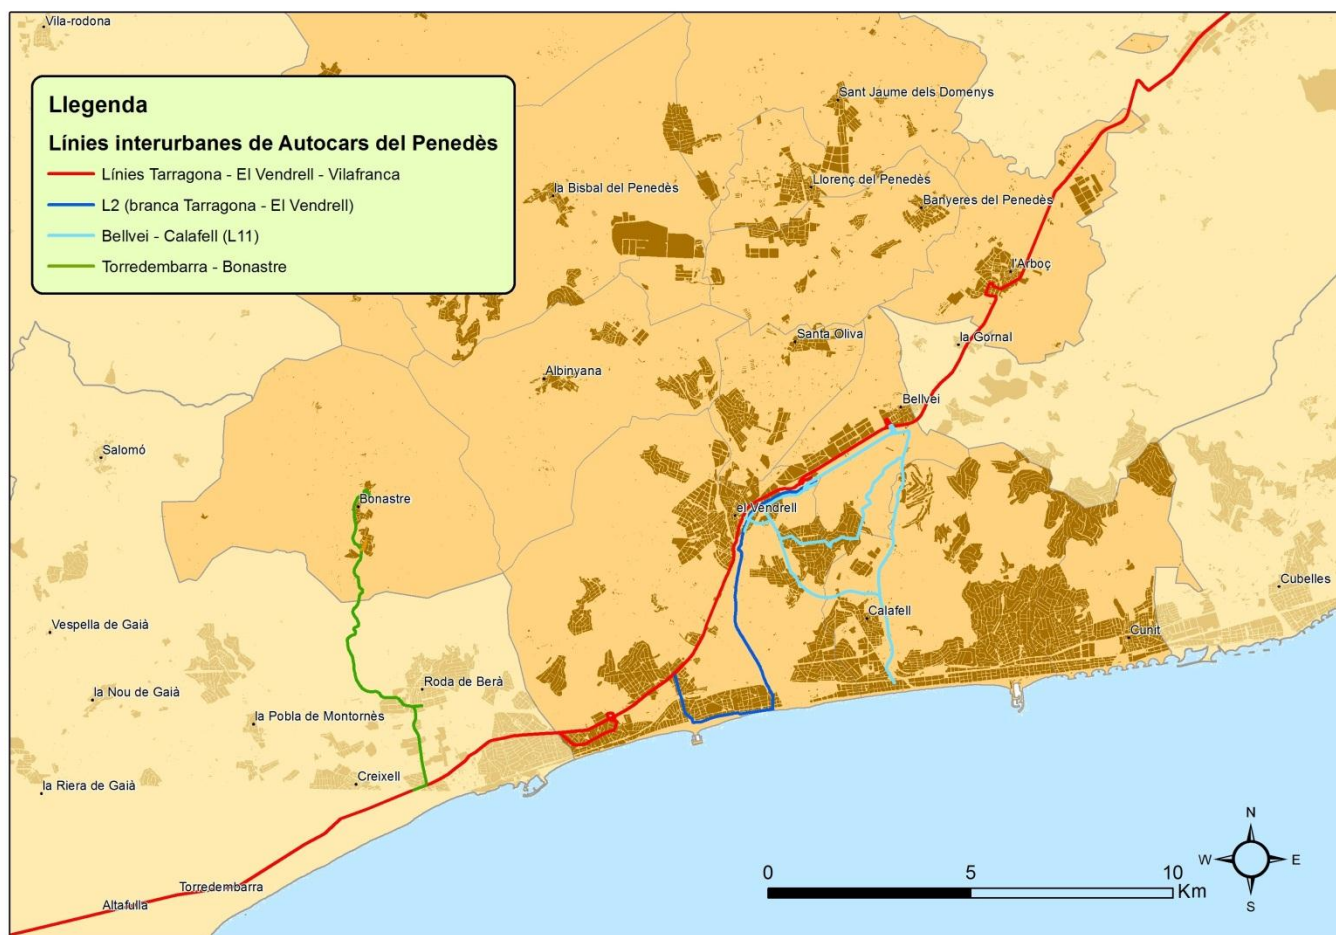 Vila-rodona
Llegenda
Línies interurbanes de Autocars del Penedès
Línies Tarragona - El Vendrell - Vilafranca
L2 (branca Tarragona - El Vendrell)
Bellvei - Calafell (L11)
Torredembarra - Bonastre
Sant Jaume dels Domenys
la Bisbal del Penedès
Llorenç del Penedès
Banyeres del Penedès
l'Arboç
Santa Oliva
la Gornal
Albinyana
Bellvei
Salomó
Bonastre
el Vendrell
Cubelles
Calafell
Vespella de Gaià
Cunit
Roda de Berà
la Nou de Gaià
la Pobla de Montornès
Creixell
la Riera de Gaià
Torredembarra
Altafulla
N
W
E
S
0
5
10
Km